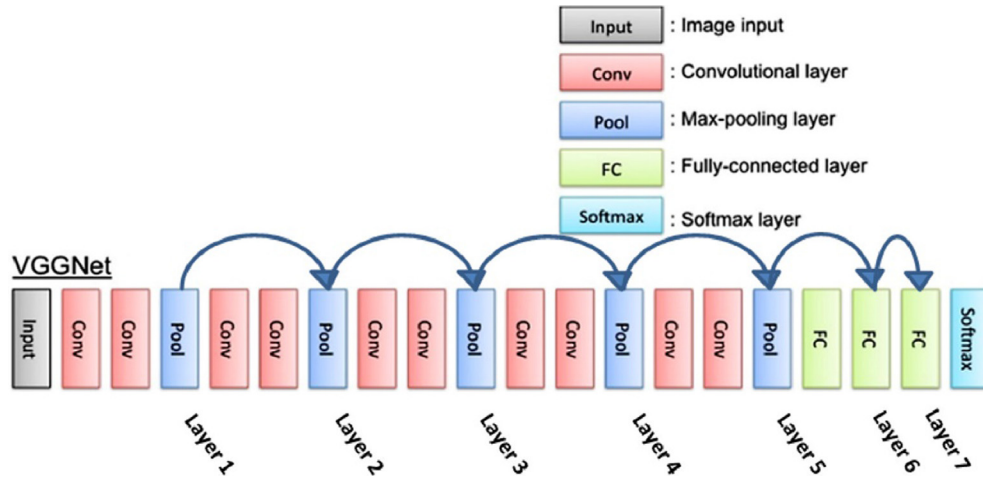 Input : Image input
Conv : Convolutional layer
Pool : Max-pooling layer
FC : Fully-connected layer
Softmax : Softmax layer
VGGNet
Input
Conv
Conv
Pool
Conv
Conv
Pool
Conv
Conv
Pool
Conv
Conv
Pool
Conv
Conv
Pool
FC
FC
FC
Softmax
Layer 1
Layer 2
Layer 3
Layer 4
Layer 5
Layer 6
Layer 7